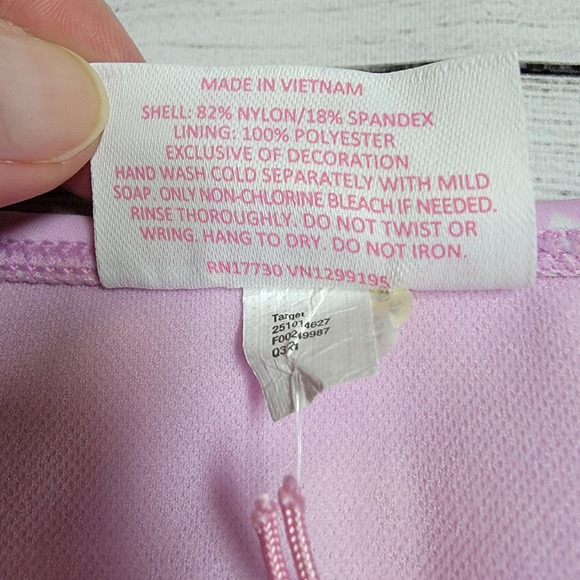 MADE IN VIETNAM
SHELL: 82% NYLON/18% SPANDEX
LINING: 100% POLYESTER
EXCLUSIVE OF DECORATION
HAND WASH COLD SEPARATELY WITH MILD
SOAP. ONLY NON-CHLORINE BLEACH IF NEEDED.
RINSE THOROUGHLY. DO NOT TWIST OR
WRING. HANG TO DRY. DO NOT IRON.
RN17730 VN1299195
Target